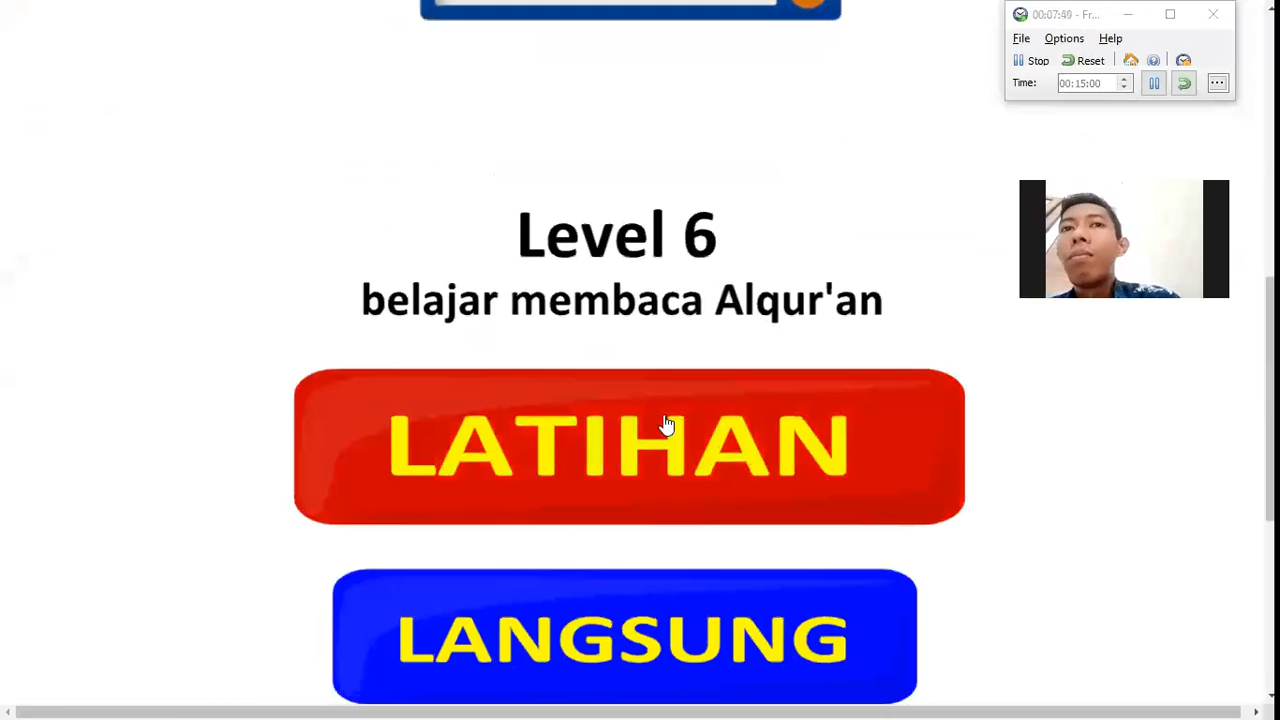 00:07:49 - Fr...
File Options Help
Stop Reset
Time: 00:15:00
Level 6
belajar membaca Alqur'an
LATIHAN
LANGSUNG